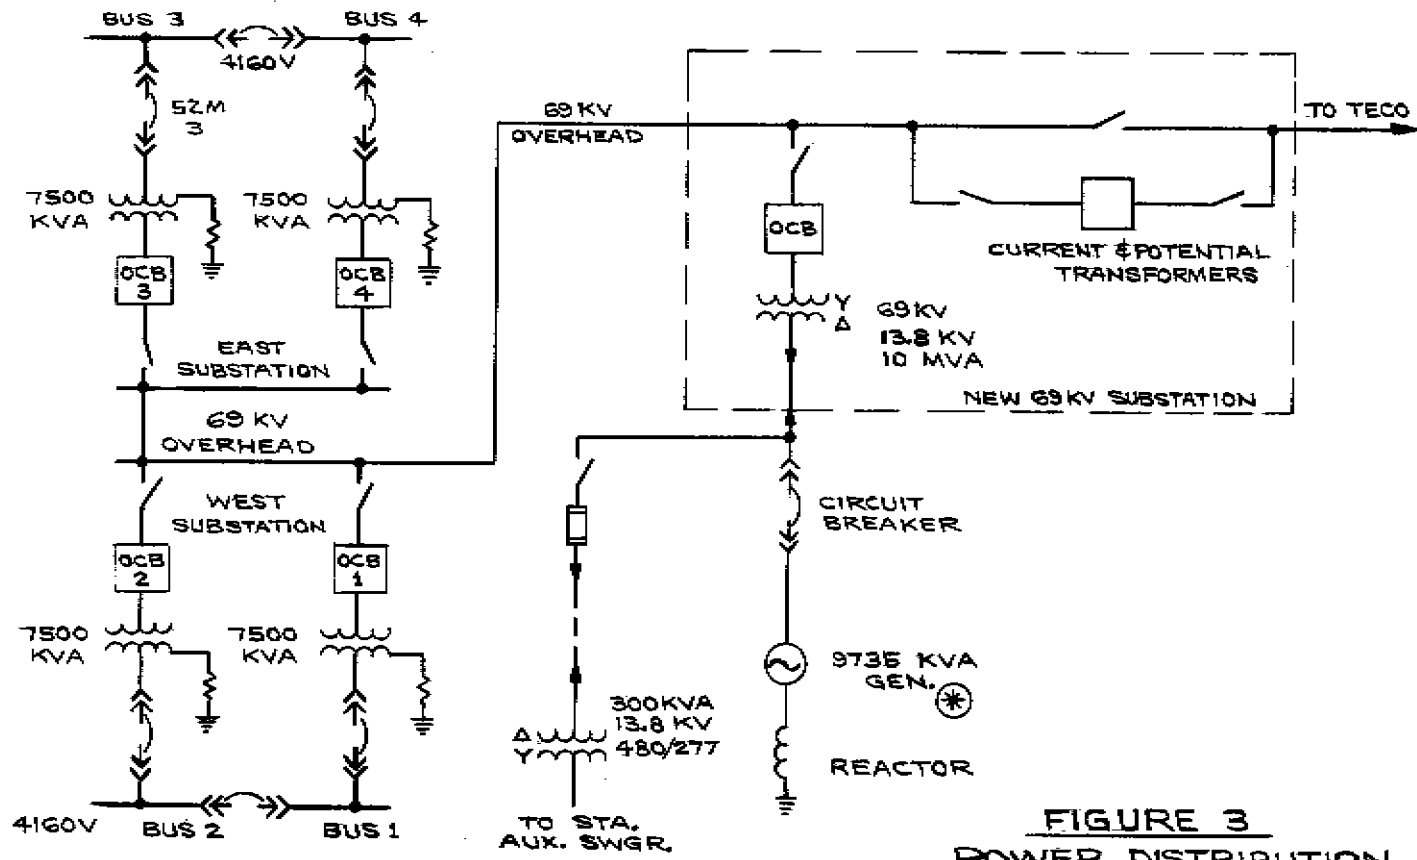 BUS 3
BUS 4
4160V
52M
3
7500
KVA
7500
KVA
OCB
3
OCB
4
EAST
SUBSTATION
69 KV
OVERHEAD
WEST
SUBSTATION
OCB
2
OCB
1
7500
KVA
7500
KVA
4160V
BUS 2
BUS 1
69 KV
OVERHEAD
TO TECO
OCB
CURRENT & POTENTIAL
TRANSFORMERS
Y
Δ
69 KV
13.8 KV
10 MVA
NEW 69 KV SUBSTATION
CIRCUIT
BREAKER
9735 KVA
GEN.
*
REACTOR
300 KVA
13.8 KV
480/277
Δ
Y
TO STA.
AUX. SWGR.
FIGURE 3
POWER DISTRIBUTION